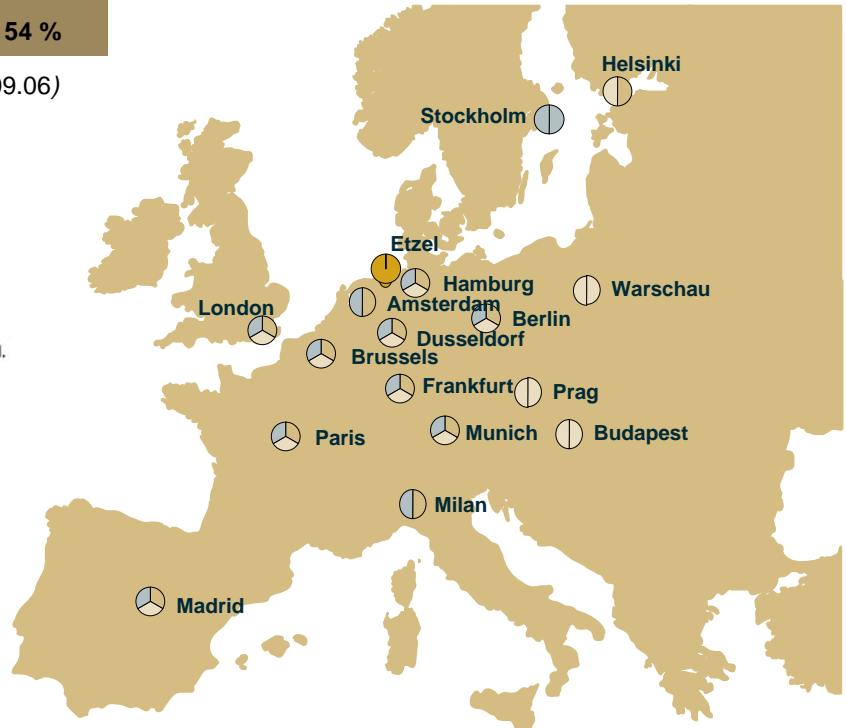 54 %
09.06)
Helsinki
Stockholm
Etzel
Hamburg
Warschau
Amsterdam
London
Berlin
Dusseldorf
Brussels
Frankfurt
Prag
Paris
Munich
Budapest
Milan
Madrid